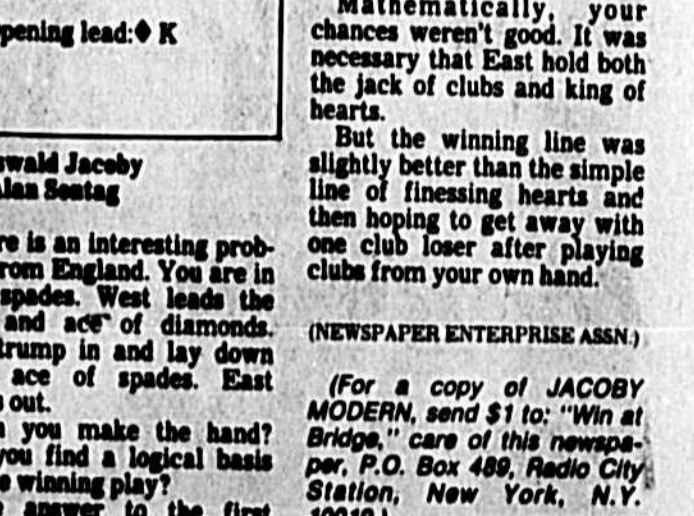 pening lead:♦ K
swald Jacoby
Alan Sontag
re is an interesting prob-
rom England. You are in
spades. West leads the
and ace of diamonds.
trump in and lay down
ace of spades. East
out.
you make the hand?
you find a logical basis
e winning play?
answer to the first
Mathematically, your
chances weren't good. It was
necessary that East hold both
the jack of clubs and king of
hearts.
But the winning line was
slightly better than the simple
line of finessing hearts and
then hoping to get away with
one club loser after playing
clubs from your own hand.
(NEWSPAPER ENTERPRISE ASSN.)
(For a copy of JACOBY
MODERN, send $1 to: "Win at
Bridge," care of this newspa-
per, P.O. Box 489, Radio City
Station, New York, N.Y.